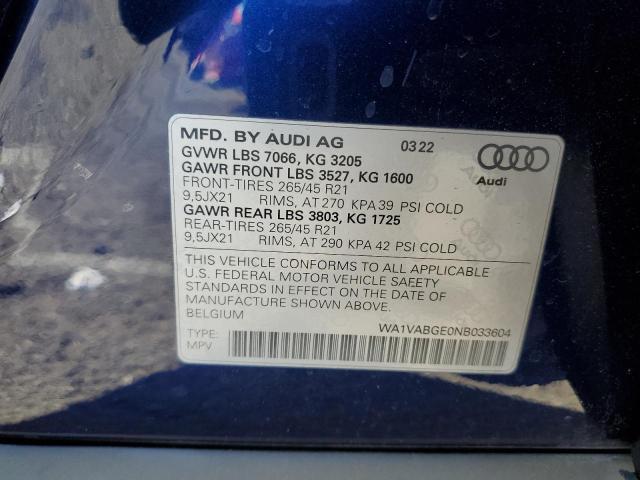 MFD. BY AUDI AG 03 22
GVWR LBS 7066, KG 3205
GAWR FRONT LBS 3527, KG 1600
FRONT-TIRES 265/45 R21
9,5JX21 RIMS, AT 270 KPA 39 PSI COLD
GAWR REAR LBS 3803, KG 1725
REAR-TIRES 265/45 R21
9,5JX21 RIMS, AT 290 KPA 42 PSI COLD
Audi
THIS VEHICLE CONFORMS TO ALL APPLICABLE
U.S. FEDERAL MOTOR VEHICLE SAFETY
STANDARDS IN EFFECT ON THE DATE OF
MANUFACTURE SHOWN ABOVE.
BELGIUM
WA1VABGE0NB033604
TYPE:
MPV